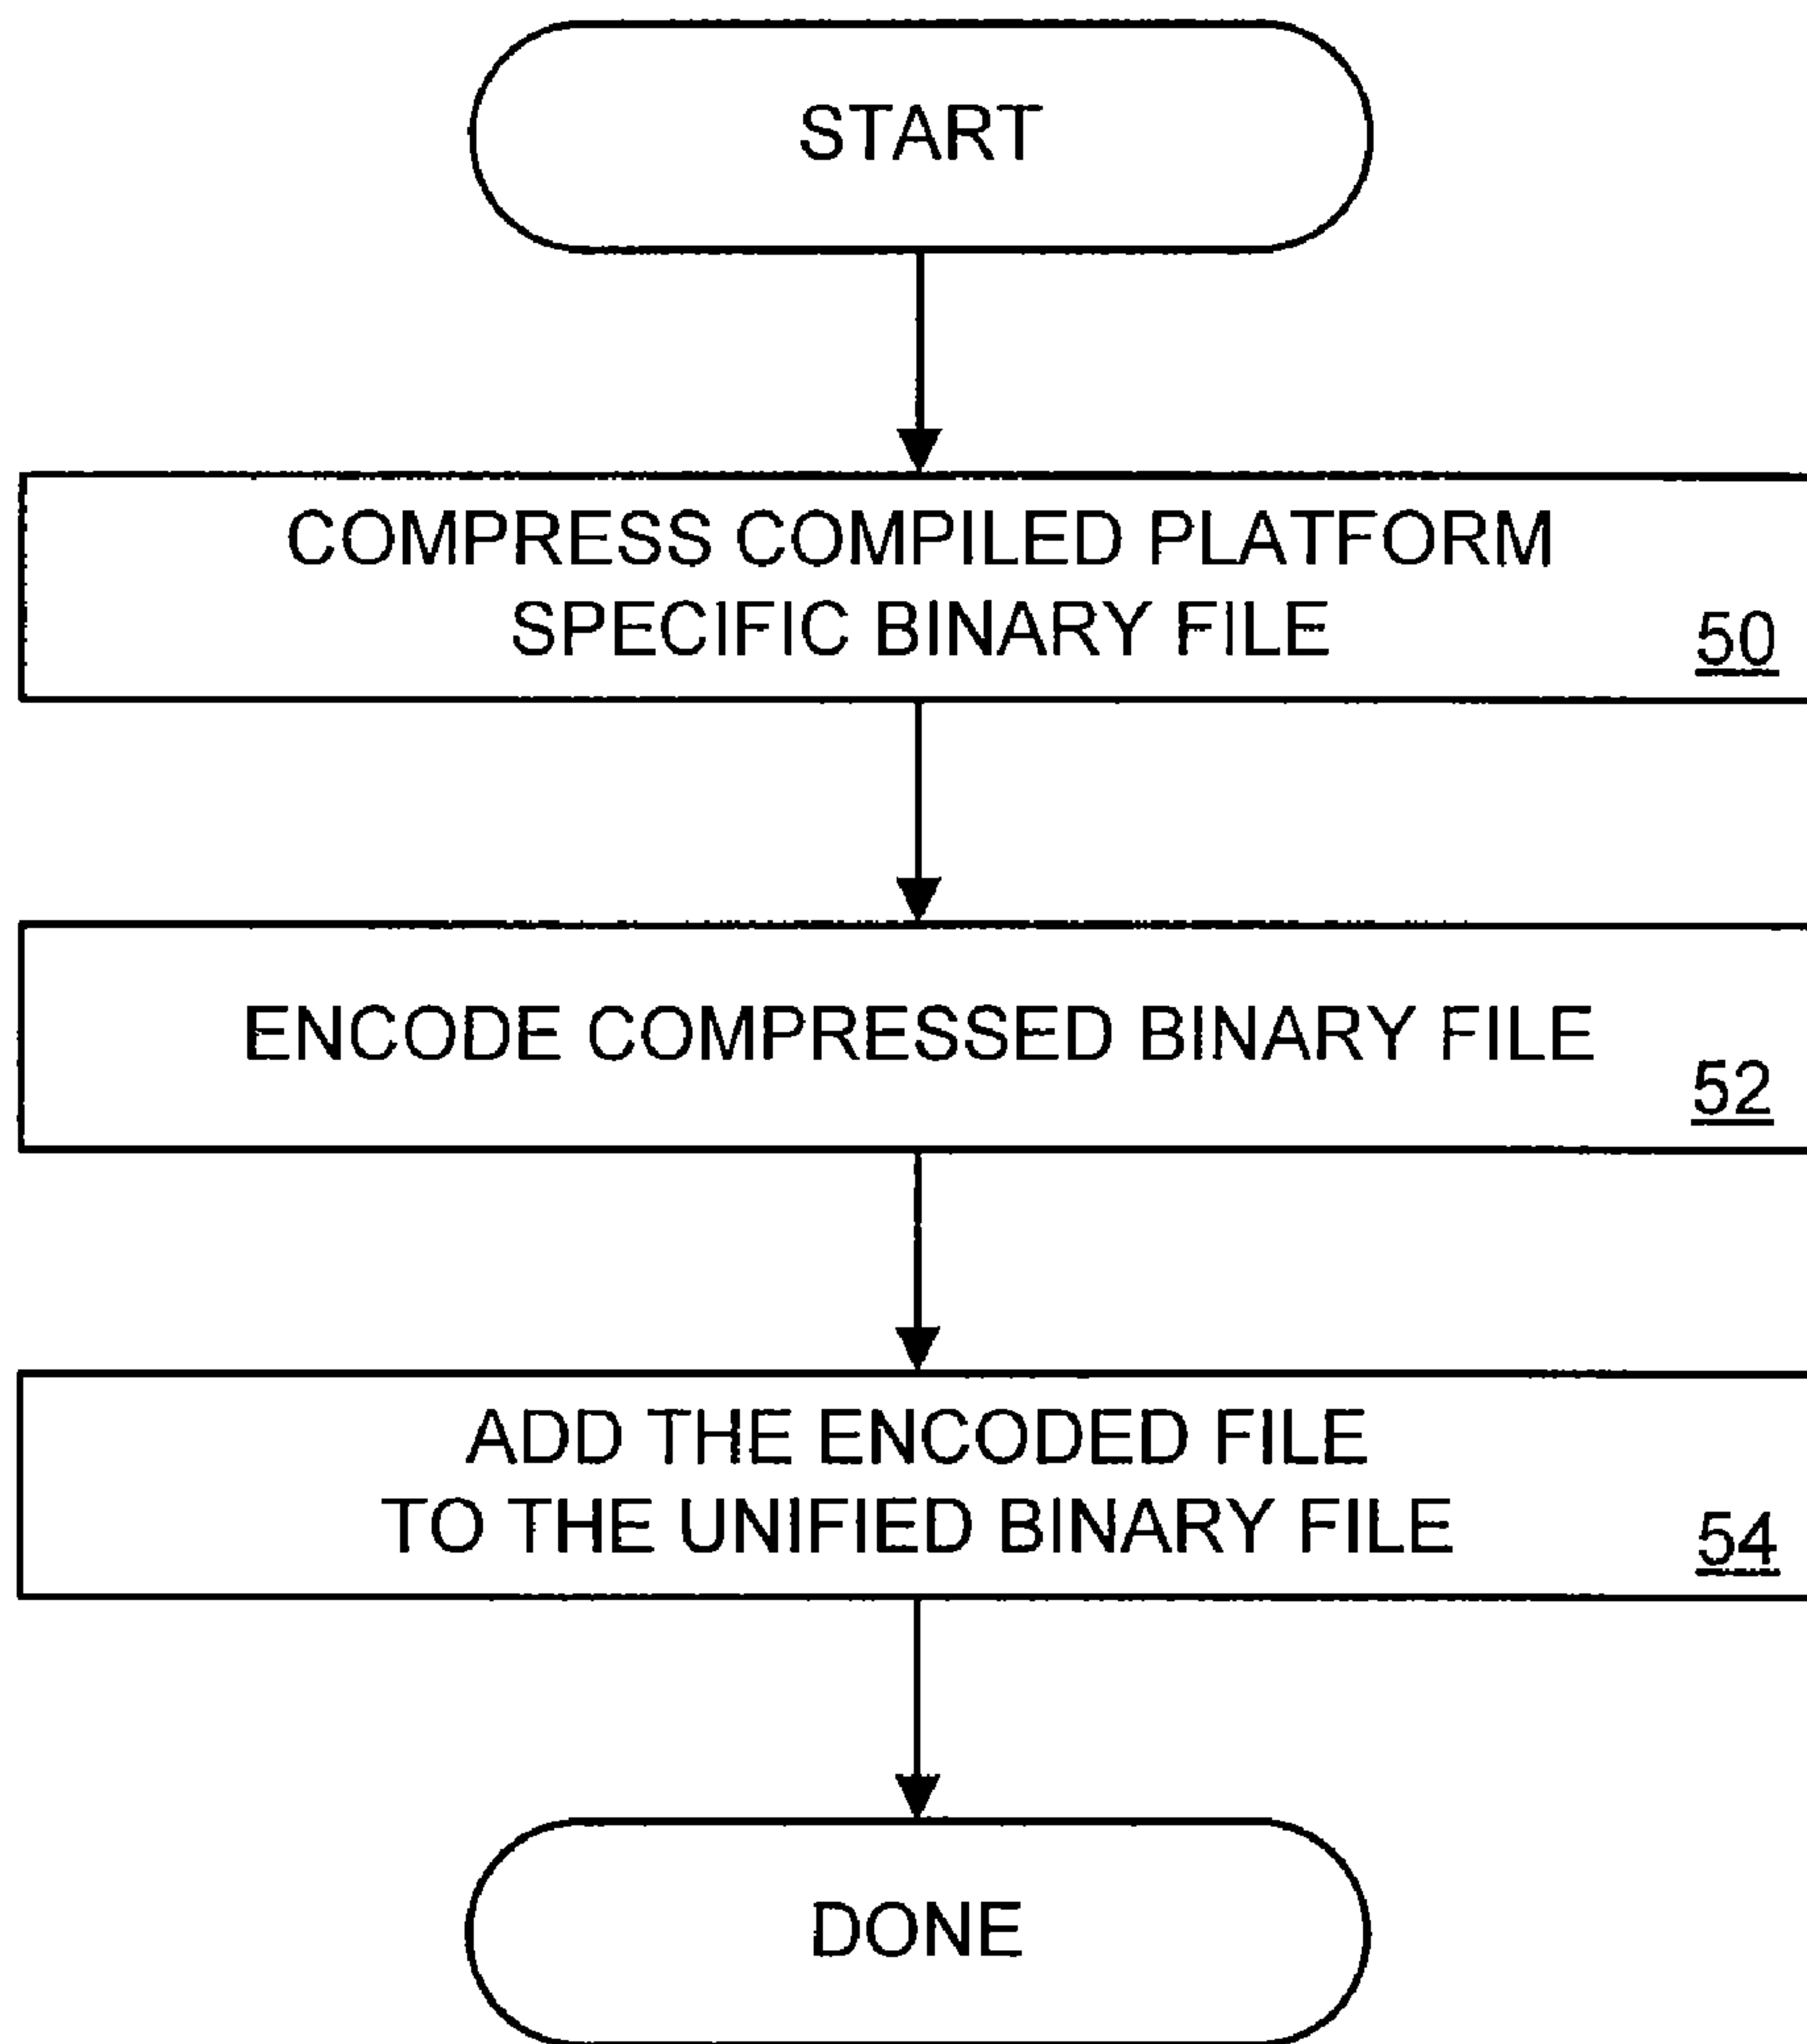 START
COMPRESS COMPILED PLATFORM
SPECIFIC BINARY FILE
50
ENCODE COMPRESSED BINARY FILE
52
ADD THE ENCODED FILE
TO THE UNIFIED BINARY FILE
54
DONE